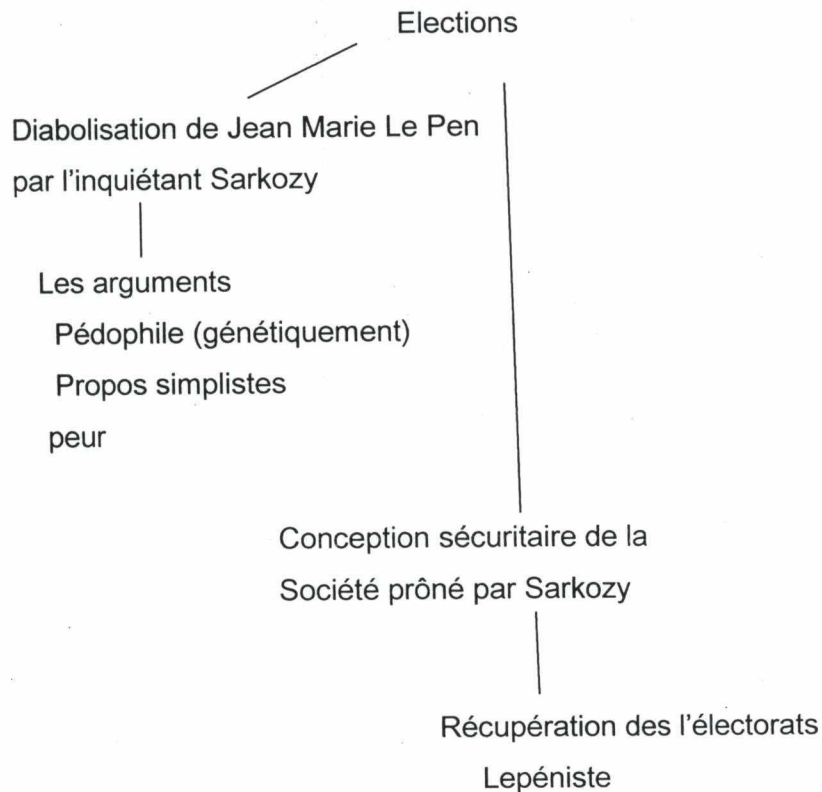 Elections
Diabolisation de Jean Marie Le Pen
par l'inquiétant Sarkozy
Les arguments
Pédophile (génétiquement)
Propos simplistes
peur
Conception sécuritaire de la
Société prôné par Sarkozy
Récupération des l'électorats
Lepéniste